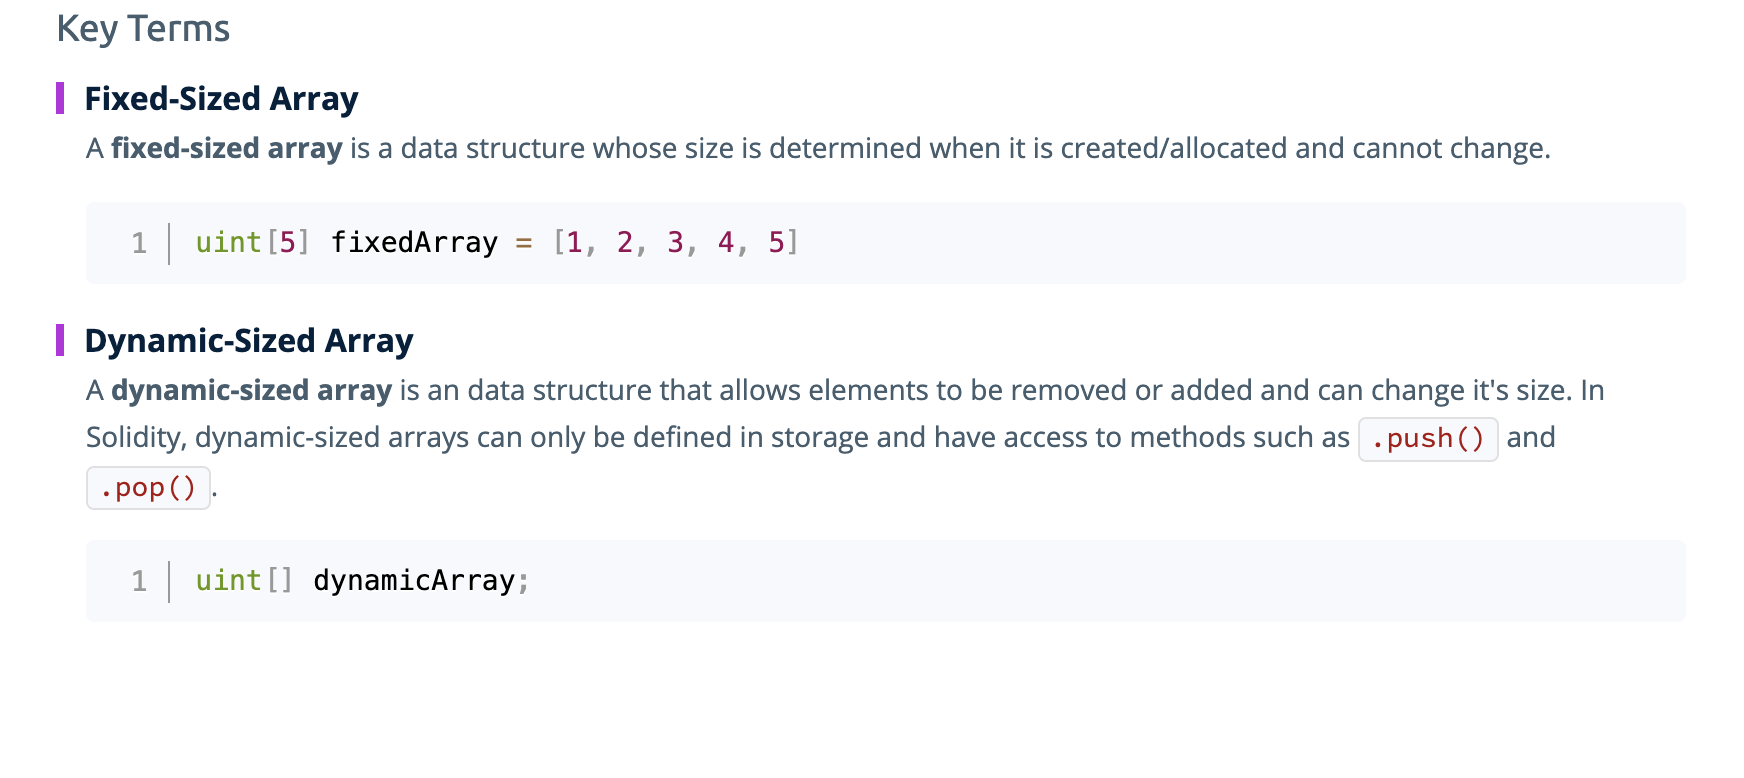 Key Terms
Fixed-Sized Array
A fixed-sized array is a data structure whose size is determined when it is created/allocated and cannot change.
1 uint[5] fixedArray = [1, 2, 3, 4, 5]
Dynamic-Sized Array
A dynamic-sized array is an data structure that allows elements to be removed or added and can change it's size. In
Solidity, dynamic-sized arrays can only be defined in storage and have access to methods such as .push() and
.pop().
1 uint[] dynamicArray;